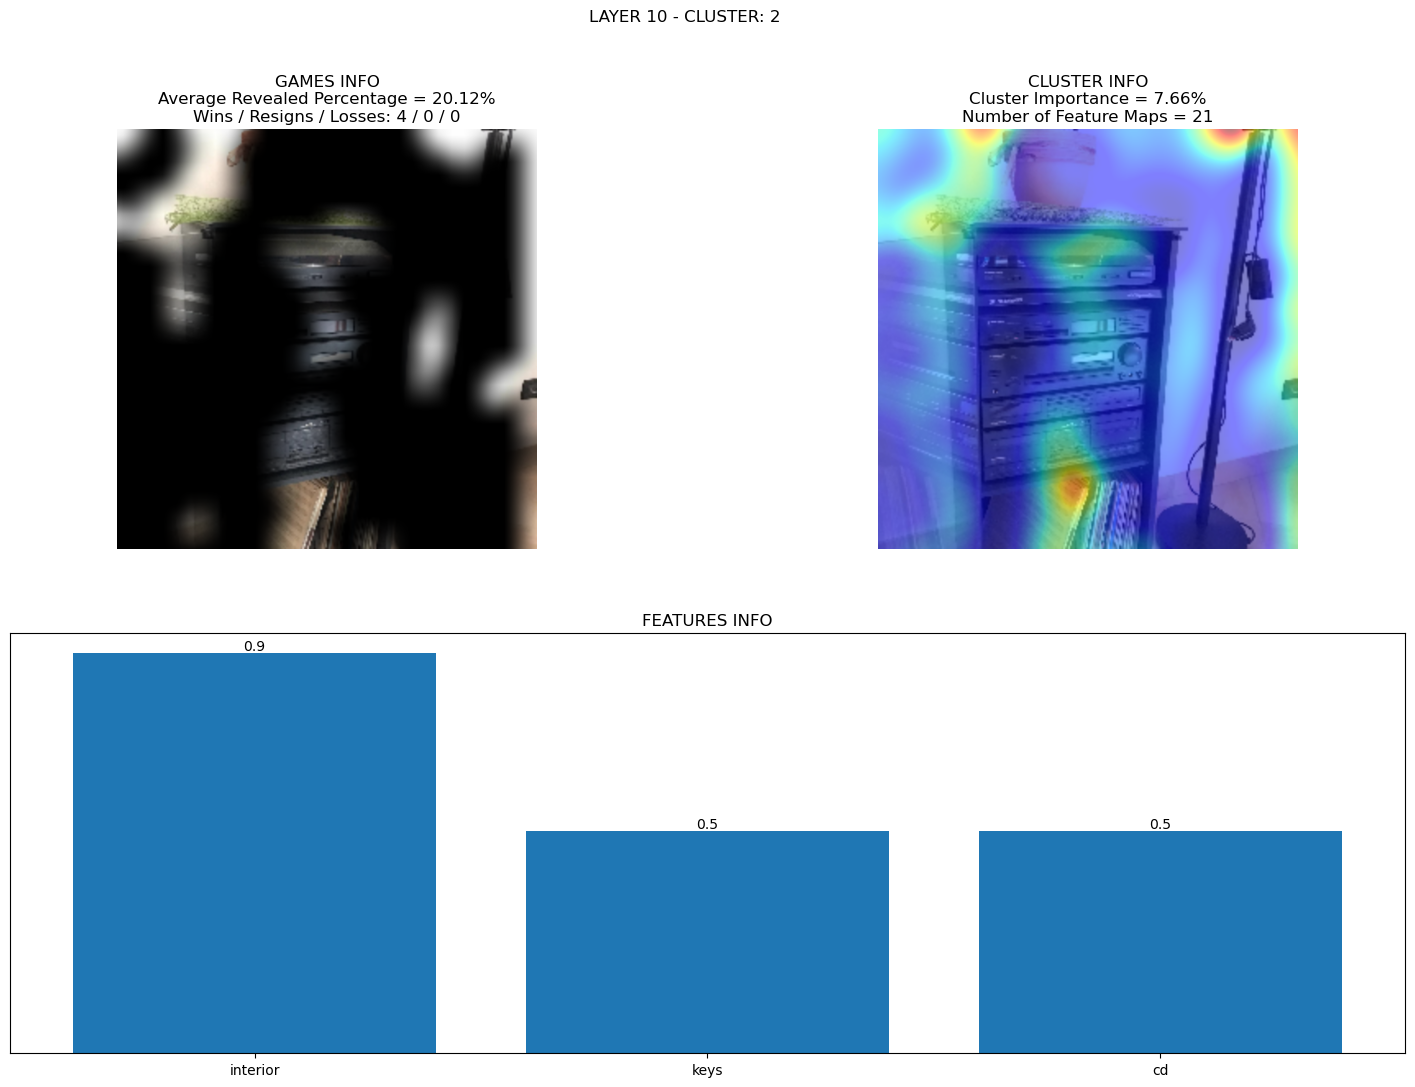 LAYER 10 - CLUSTER: 2
GAMES INFO
Average Revealed Percentage = 20.12%
Wins / Resigns / Losses: 4 / 0 / 0
CLUSTER INFO
Cluster Importance = 7.66%
Number of Feature Maps = 21
FEATURES INFO
0.9
0.5
0.5
interior
keys
cd